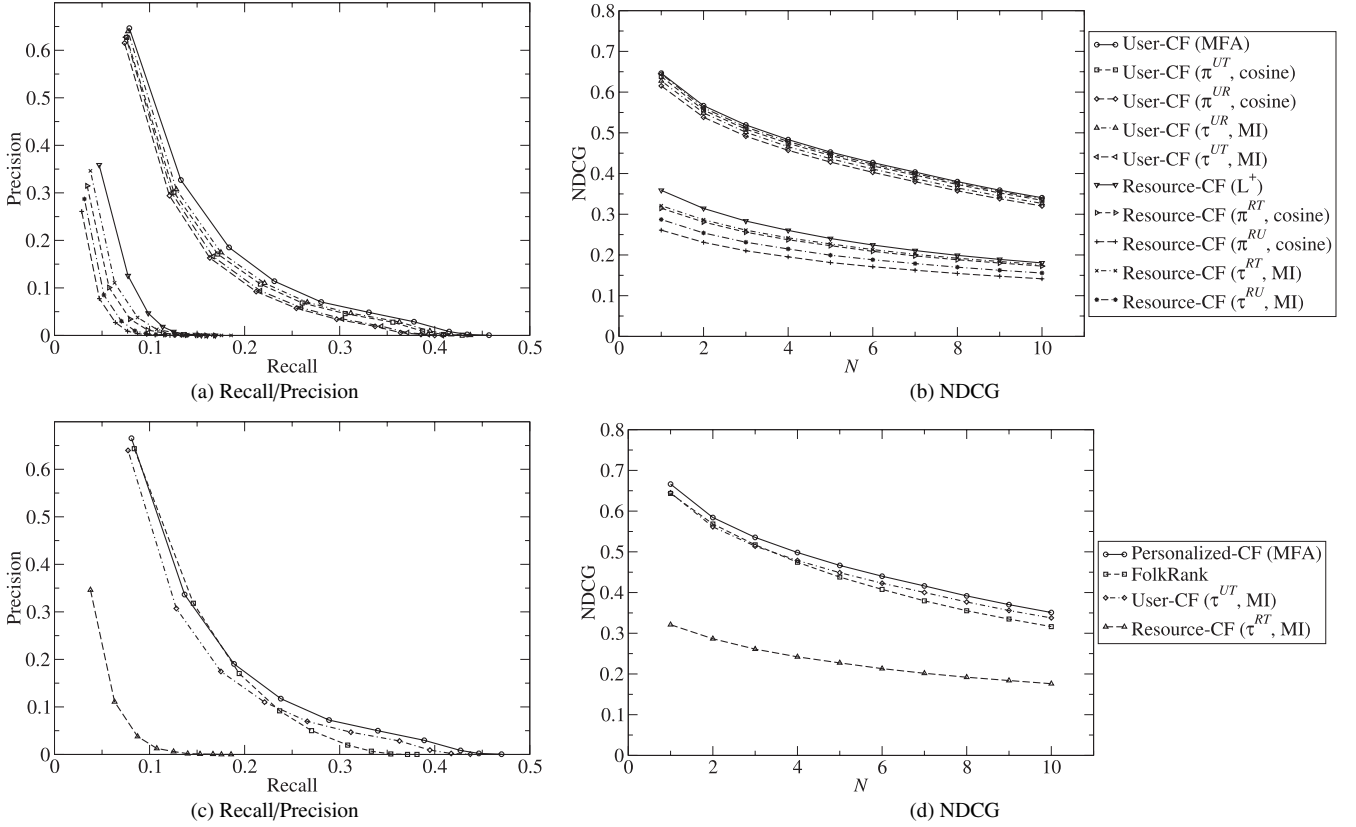 0.6
0.5
0.4
0.3
0.2
0.1
0
Precision
0 0.1 0.2 0.3 0.4 0.5
Recall
(a) Recall/Precision
0.8
0.7
0.6
0.5
0.4
0.3
0.2
0.1
0
NDCG
0 2 4 6 8 10
N
(b) NDCG
User-CF (MFA)
User-CF (π^UT, cosine)
User-CF (π^UR, cosine)
User-CF (τ^UR, MI)
User-CF (τ^UT, MI)
Resource-CF (L^+)
Resource-CF (π^RT, cosine)
Resource-CF (π^RU, cosine)
Resource-CF (τ^RT, MI)
Resource-CF (τ^RU, MI)
0.6
0.5
0.4
0.3
0.2
0.1
0
Precision
0 0.1 0.2 0.3 0.4 0.5
Recall
(c) Recall/Precision
0.8
0.7
0.6
0.5
0.4
0.3
0.2
0.1
0
NDCG
0 2 4 6 8 10
N
(d) NDCG
Personalized-CF (MFA)
FolkRank
User-CF (τ^UT, MI)
Resource-CF (τ^RT, MI)